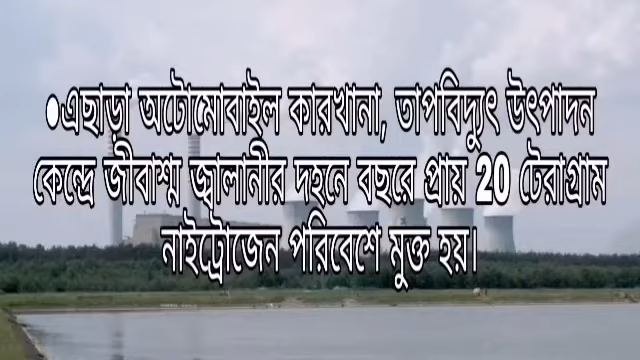 •এছাড়া অটোমোবাইল কারখানা, তাপবিদ্যুৎ উৎপাদন
কেন্দ্রে জীবাশ্ম জ্বালানীর দহনে বছরে প্রায় 20 টেরাগ্রাম
নাইট্রোজেন পরিবেশে মুক্ত হয়।